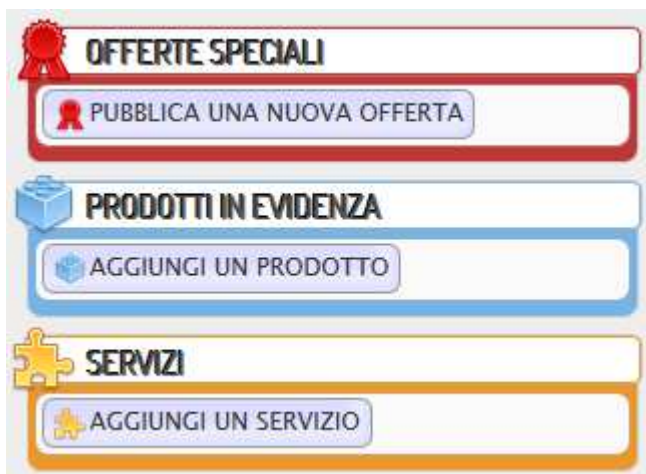 OFFERTE SPECIALI
PUBBLICA UNA NUOVA OFFERTA
PRODOTTI IN EVIDENZA
AGGIUNGI UN PRODOTTO
SERVIZI
AGGIUNGI UN SERVIZIO